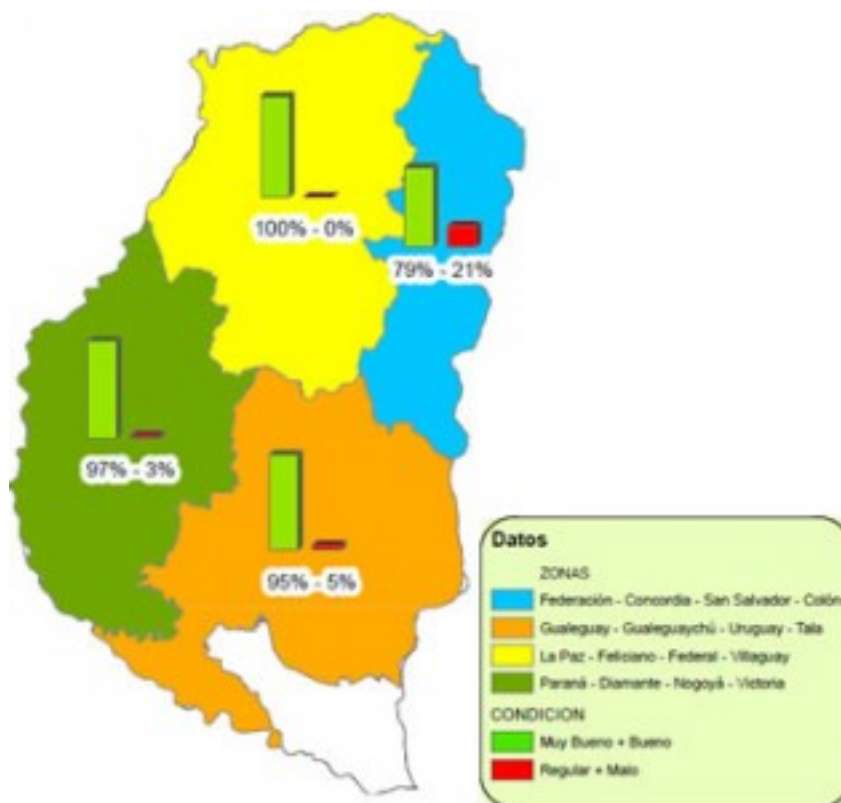 100% - 0%
79% - 21%
97% - 3%
95% - 5%
Datos
ZONAS
Federación - Concordia - San Salvador - Colón
Gualeguay - Gualeguaychú - Uruguay - Tala
La Paz - Feliciano - Federal - Villaguay
Paraná - Diamante - Nogoyá - Victoria
CONDICION
Muy Bueno + Bueno
Regular + Malo